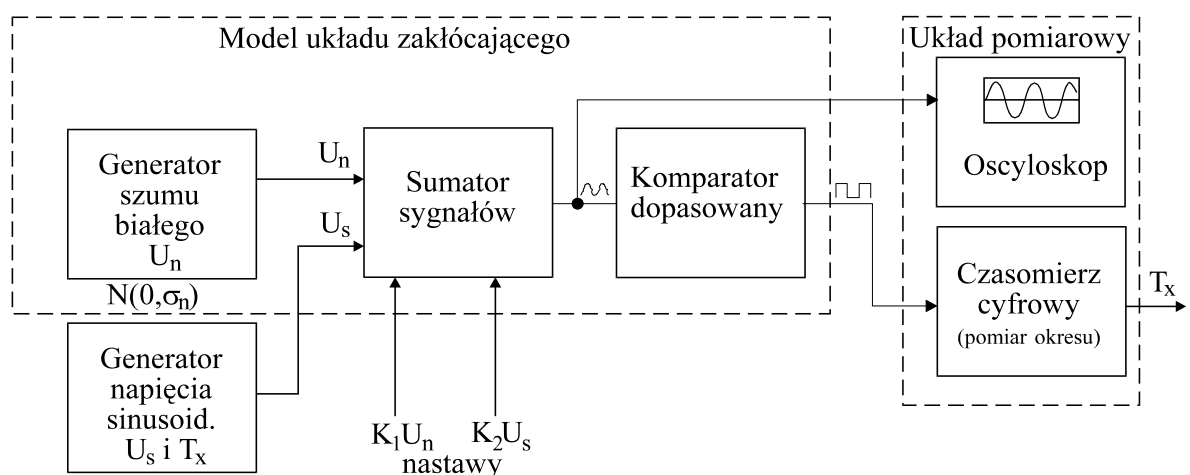 Model układu zakłócającego
Układ pomiarowy
Generator
szumu
białego
Uₙ
N(0,σₙ)
Uₙ
Uₛ
Sumator
sygnałów
Komparator
dopasowany
Oscyloskop
Czasomierz
cyfrowy
(pomiar okresu)
Tₓ
Generator
napięcia
sinusoid.
Uₛ i Tₓ
K₁Uₙ K₂Uₛ
nastawy